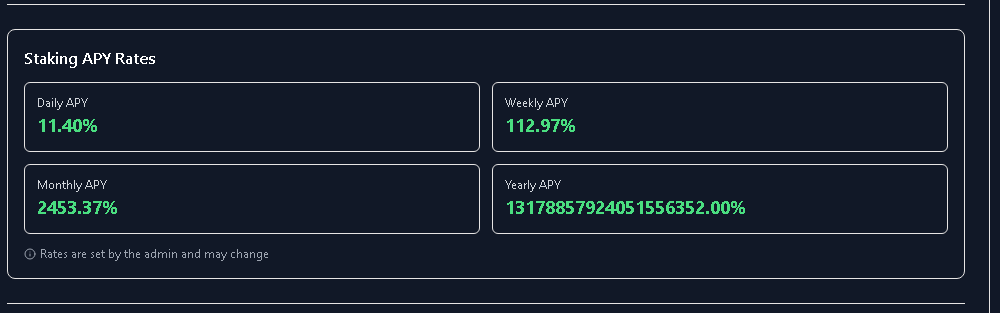 Staking APY Rates
Daily APY
11.40%
Weekly APY
112.97%
Monthly APY
2453.37%
Yearly APY
13178857924051556352.00%
Rates are set by the admin and may change